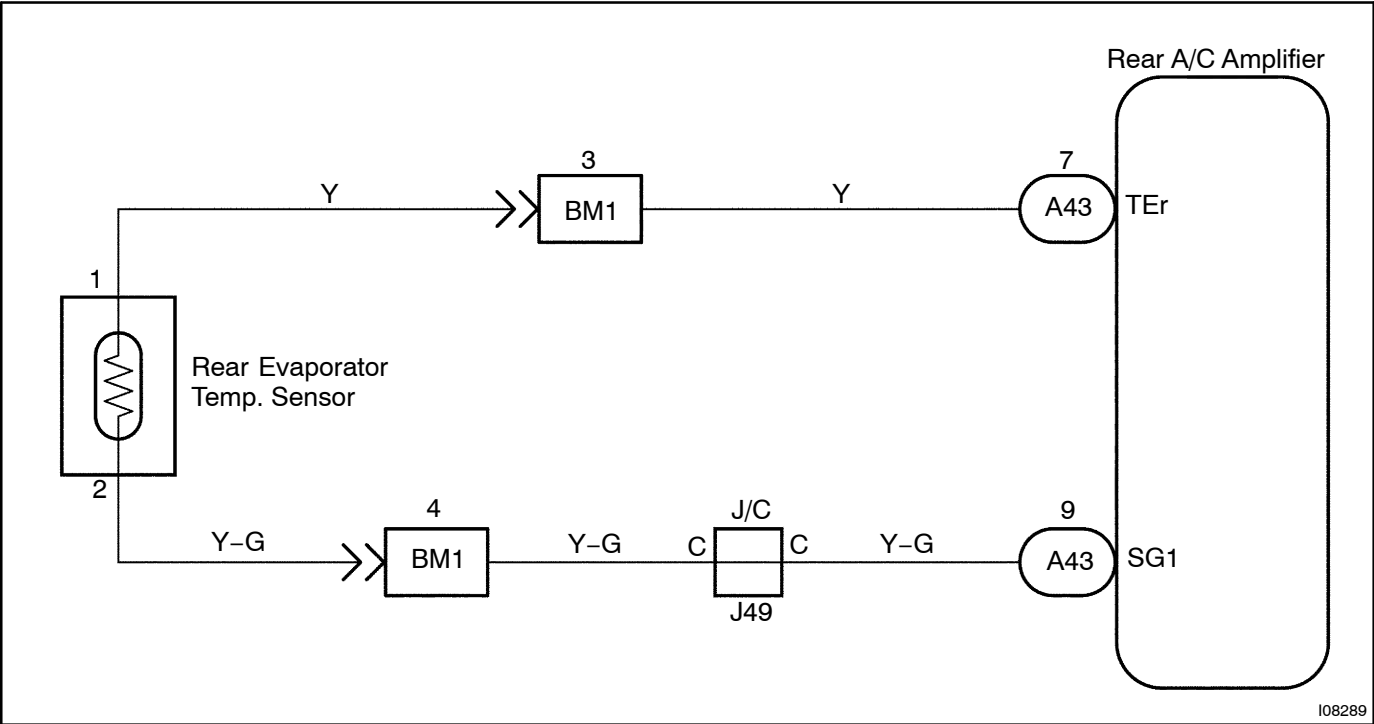 Rear A/C Amplifier
3
7
Y
BM1
Y
A43
TEr
1
Rear Evaporator
Temp. Sensor
2
4
J/C
9
Y–G
BM1
Y–G
C
C
Y–G
A43
SG1
J49
I08289